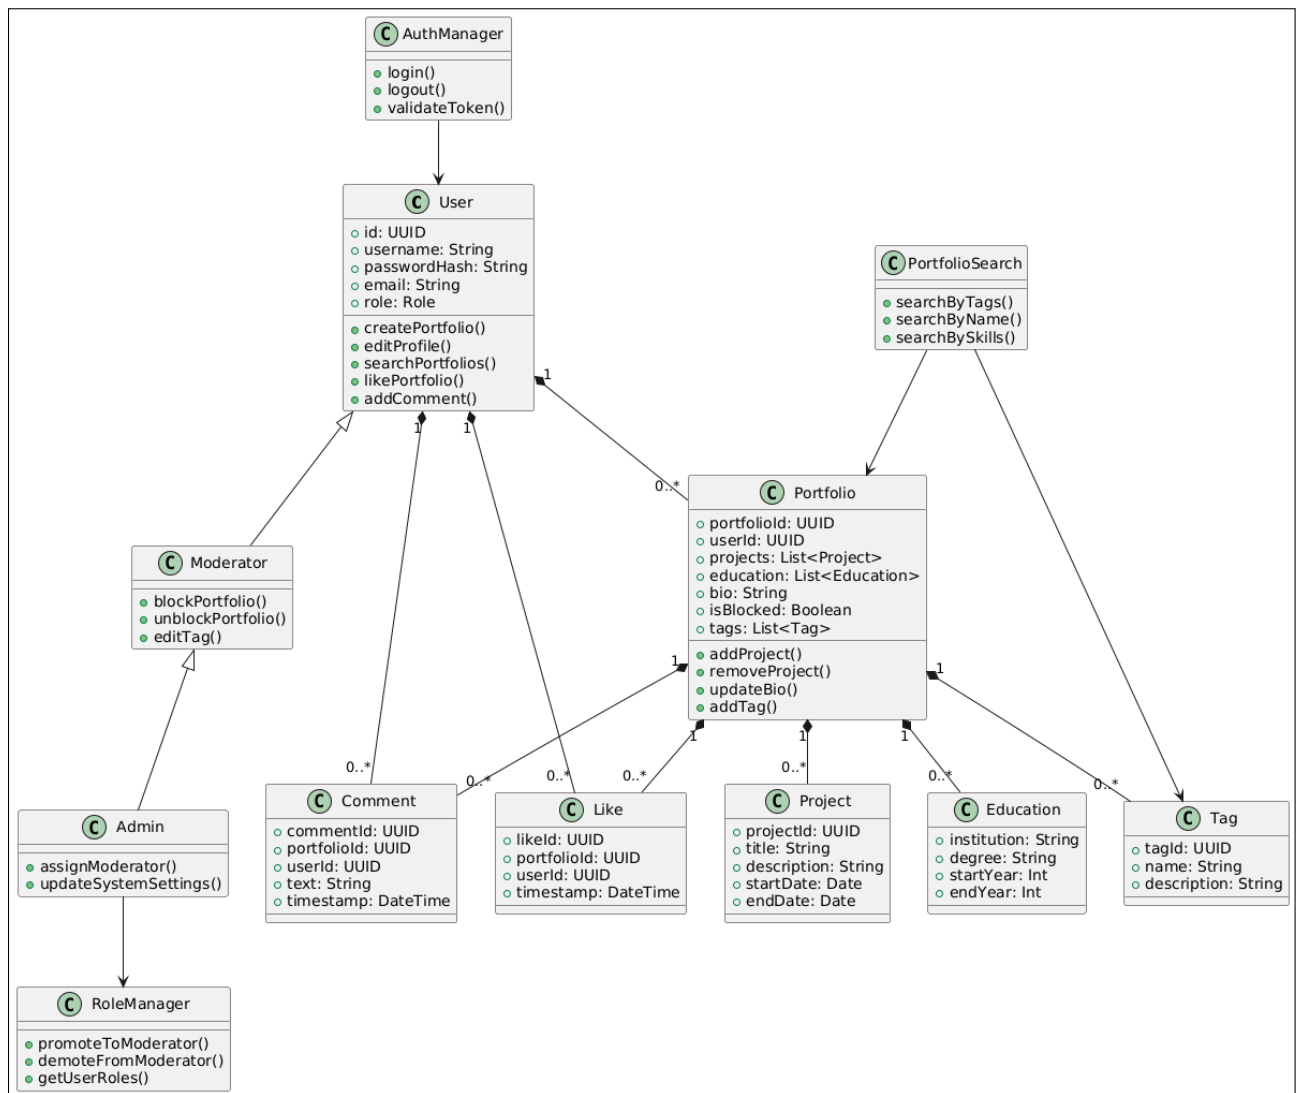 C AuthManager
login()
logout()
validateToken()
C User
id: UUID
username: String
passwordHash: String
email: String
role: Role
createPortfolio()
editProfile()
searchPortfolios()
likePortfolio()
addComment()
C PortfolioSearch
searchByTags()
searchByName()
searchBySkills()
1
1
1
0..*
C Portfolio
portfolioId: UUID
userId: UUID
projects: List<Project>
education: List<Education>
bio: String
isBlocked: Boolean
tags: List<Tag>
addProject()
removeProject()
updateBio()
addTag()
C Moderator
blockPortfolio()
unblockPortfolio()
editTag()
1
1
1
1
1
0..*
0..*
0..*
0..*
0..*
0..*
0..*
C Admin
assignModerator()
updateSystemSettings()
C Comment
commentId: UUID
portfolioId: UUID
userId: UUID
text: String
timestamp: DateTime
C Like
likeId: UUID
portfolioId: UUID
userId: UUID
timestamp: DateTime
C Project
projectId: UUID
title: String
description: String
startDate: Date
endDate: Date
C Education
institution: String
degree: String
startYear: Int
endYear: Int
C Tag
tagId: UUID
name: String
description: String
C RoleManager
promoteToModerator()
demoteFromModerator()
getUserRoles()